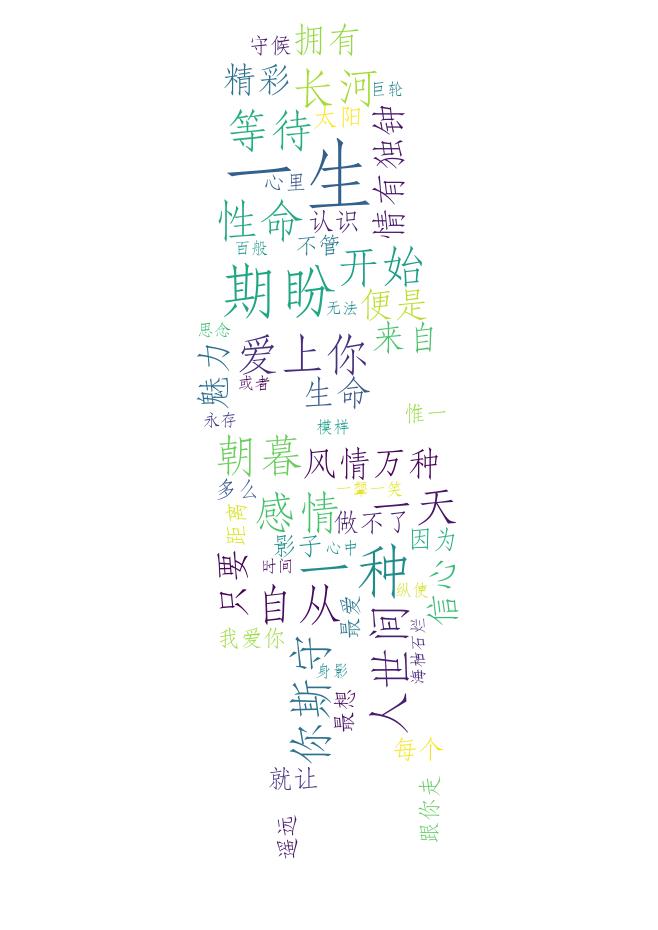 守候
拥有
精彩
长河
巨轮
等待
太阳
情有独钟
一生
心里
性命
认识
百般
不管
开始
期盼
无法
便是
思念
来自
魅力
爱上你
或者
生命
永存
惟一
模样
朝暮
风情万种
多么
一颦一笑
距离
感情
一天
做不了
影子
心中
因为
只要
时间
一种
纵使
信心
自从
最爱
人世间
海枯石烂
我爱你
你斯守
身影
最想
每个
就让
跟你走
遥远